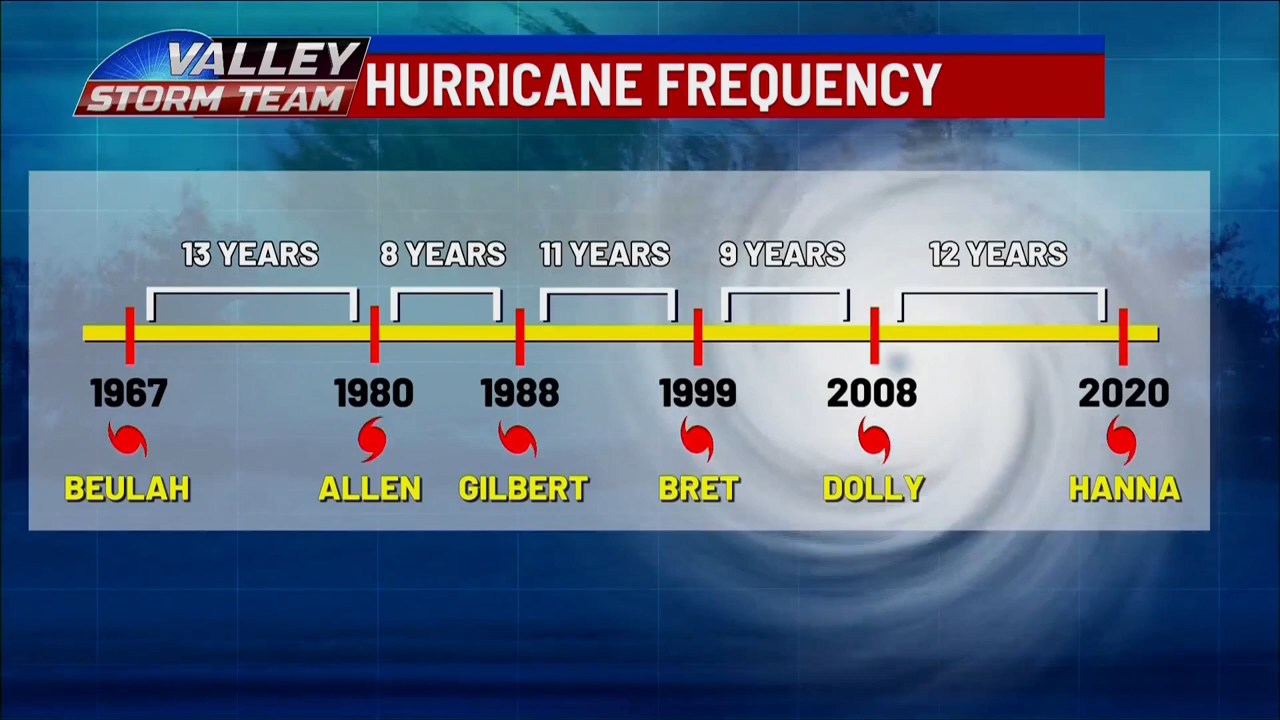 VALLEY
STORM TEAM
HURRICANE FREQUENCY
13 YEARS 8 YEARS 11 YEARS 9 YEARS 12 YEARS
1967 1980 1988 1999 2008 2020
BEULAH ALLEN GILBERT BRET DOLLY HANNA